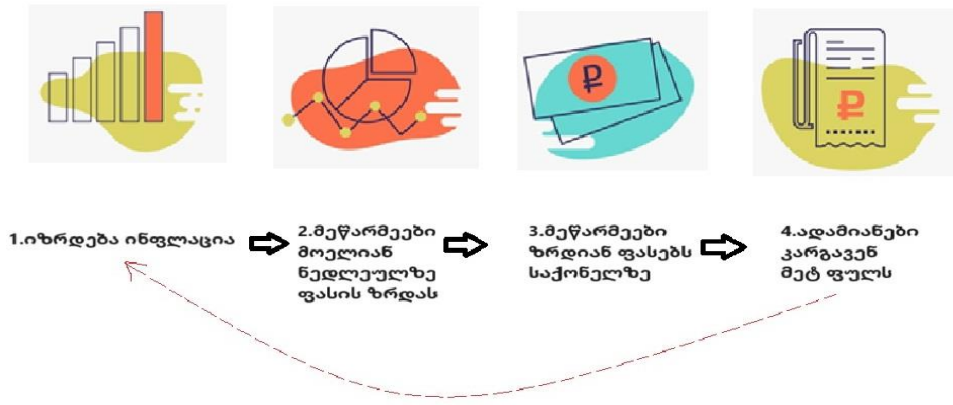 1.იზრდება ინფლაცია
2.მეწარმეები
მოელიან
ნედლეულზე
ფასის ზრდას
3.მეწარმეები
ზრდიან ფასებს
საქონელზე
4.ადამიანები
კარგავენ
მეტ ფულს